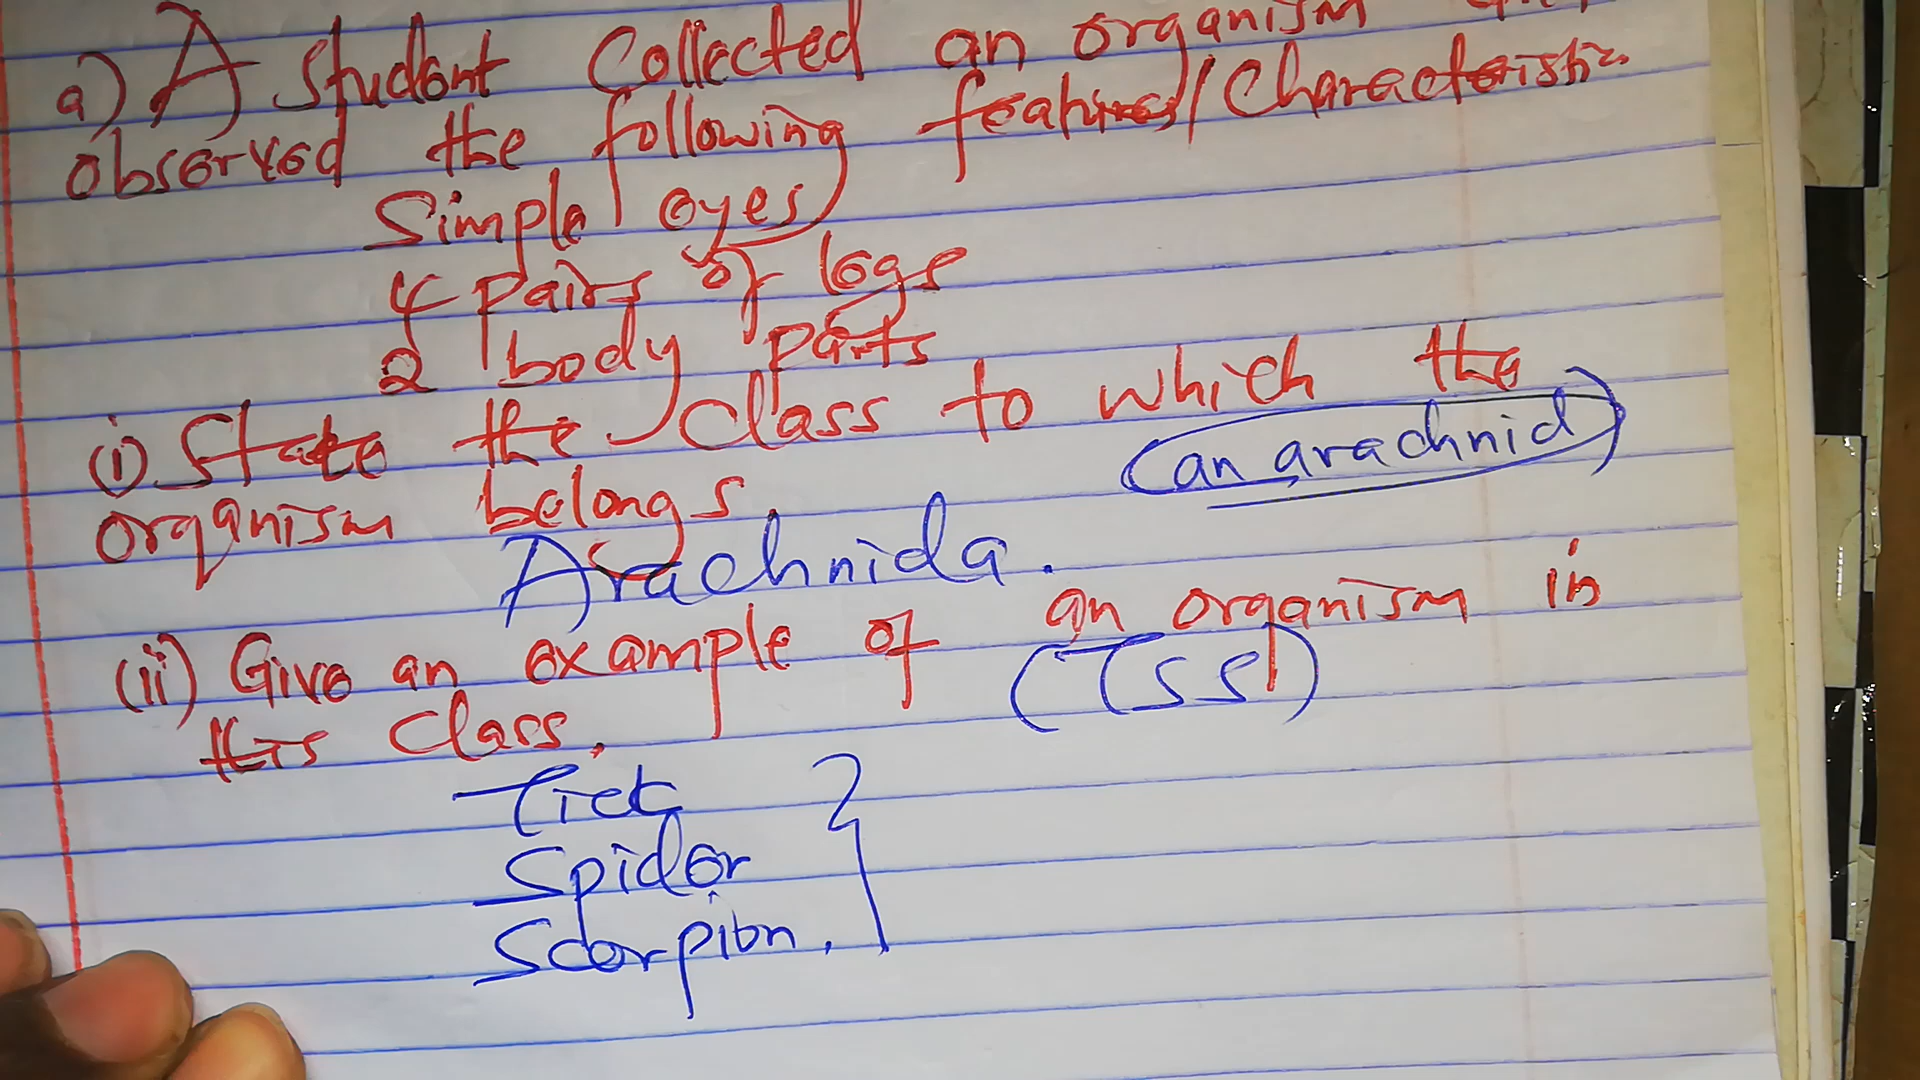 a) A student collected an organism
observed the following features/characteristics
Simple eyes
4 pairs of legs
2 body parts
(i) State the class to which the
organism belongs.
(an arachnid)
Arachnida.
(ii) Give an example of an organism in
this class. (TSS)
Tick
Spider
Scorpion.